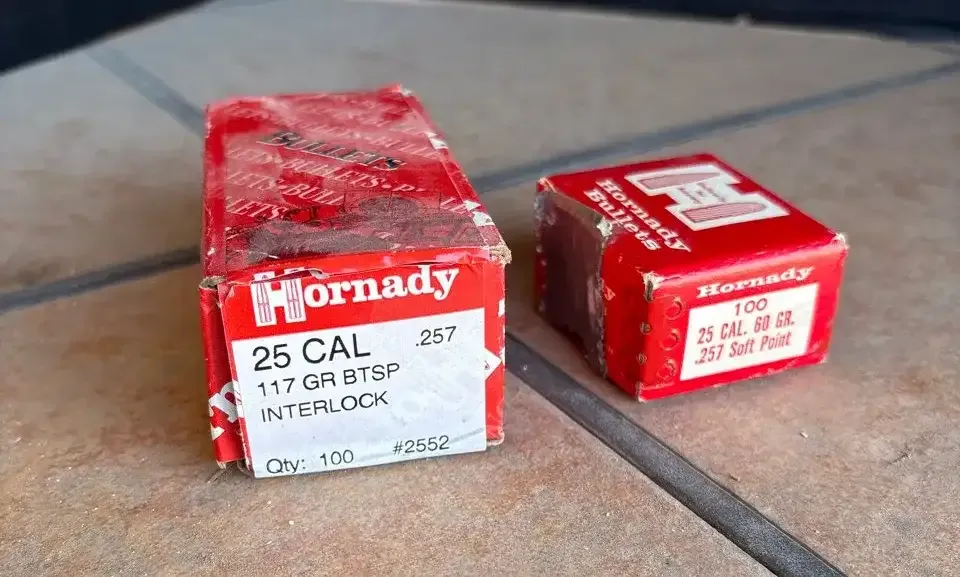 BULLETS
Hornady
25 CAL .257
117 GR BTSP
INTERLOCK
Qty: 100 #2552
Hornady
Bullets
Hornady
100
25 CAL. 60 GR.
.257 Soft Point